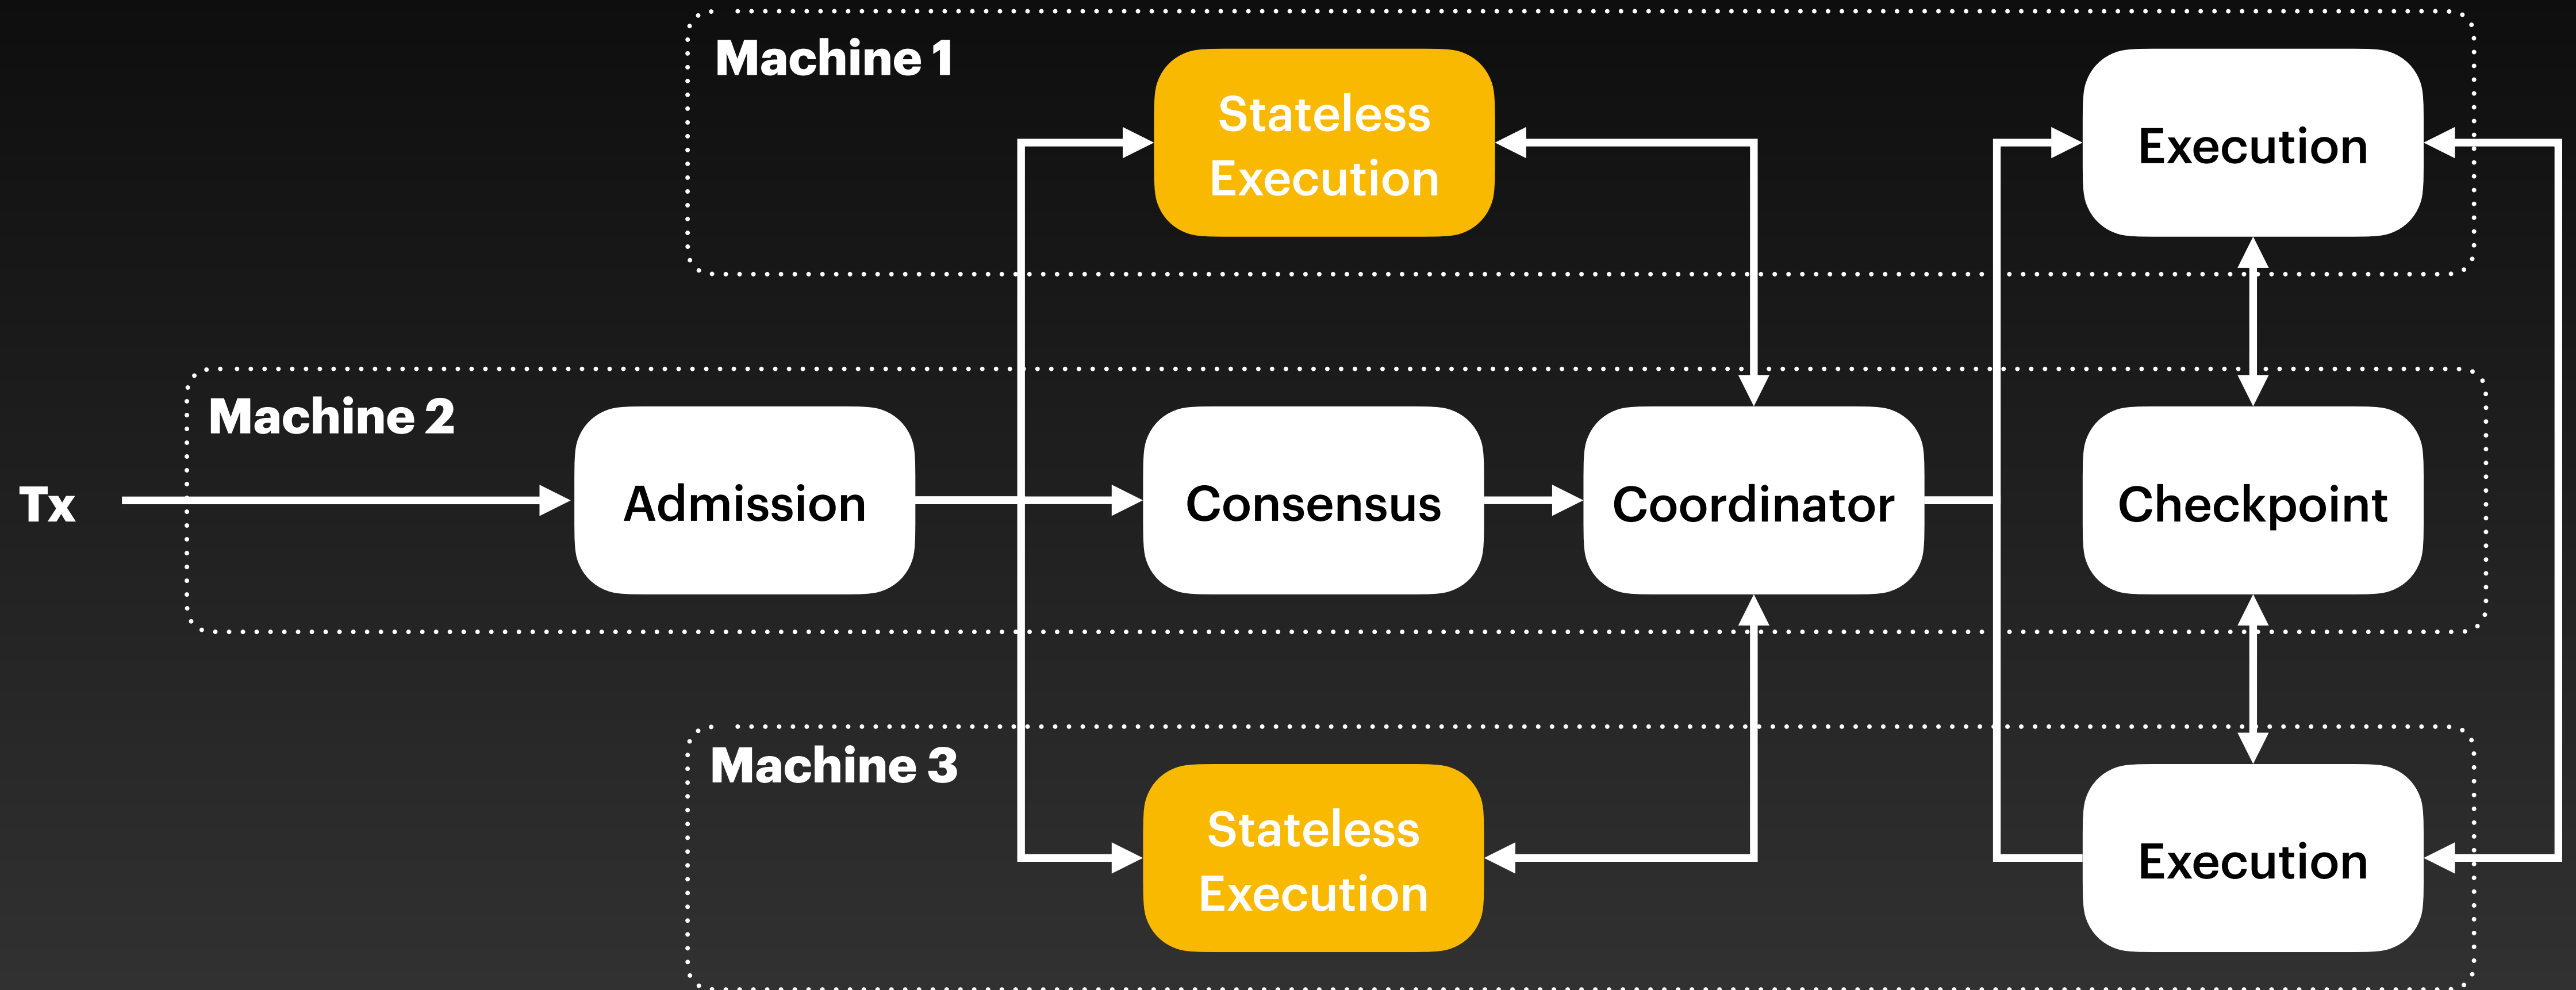 Machine 1
Stateless
Execution
Execution
Machine 2
Tx
Admission
Consensus
Coordinator
Checkpoint
Machine 3
Stateless
Execution
Execution